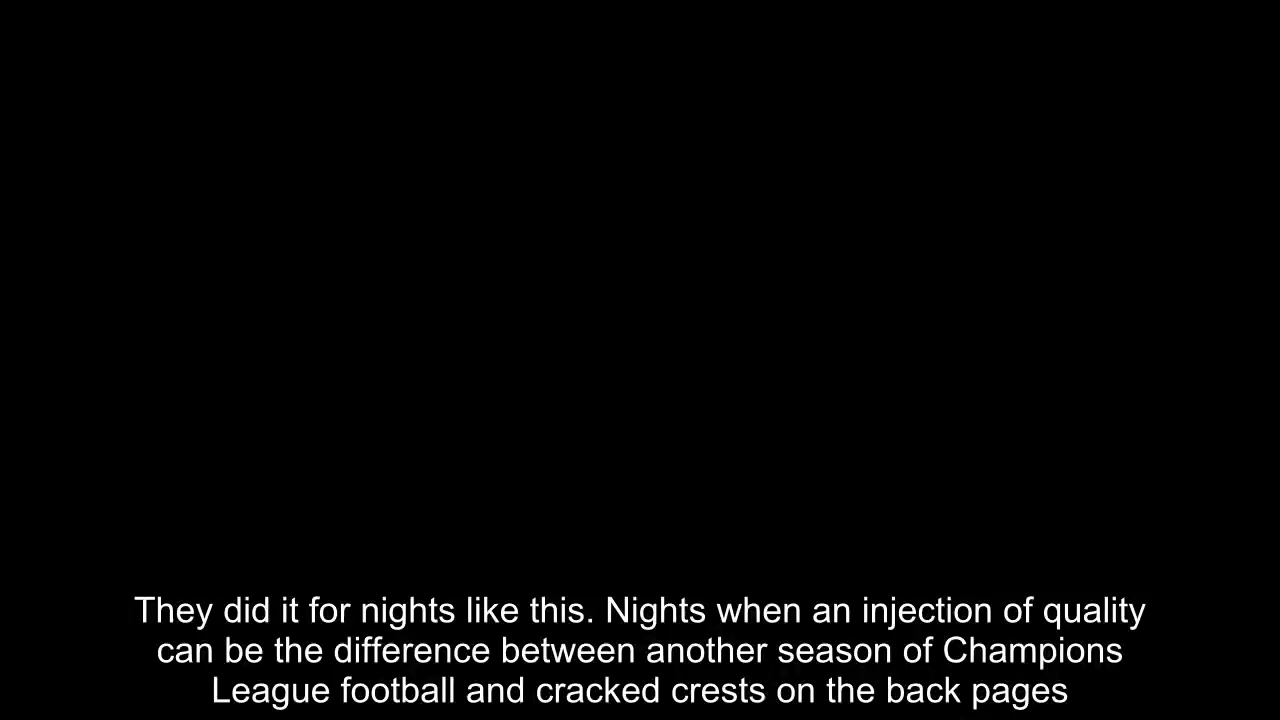 They did it for nights like this. Nights when an injection of quality
can be the difference between another season of Champions
League football and cracked crests on the back pages